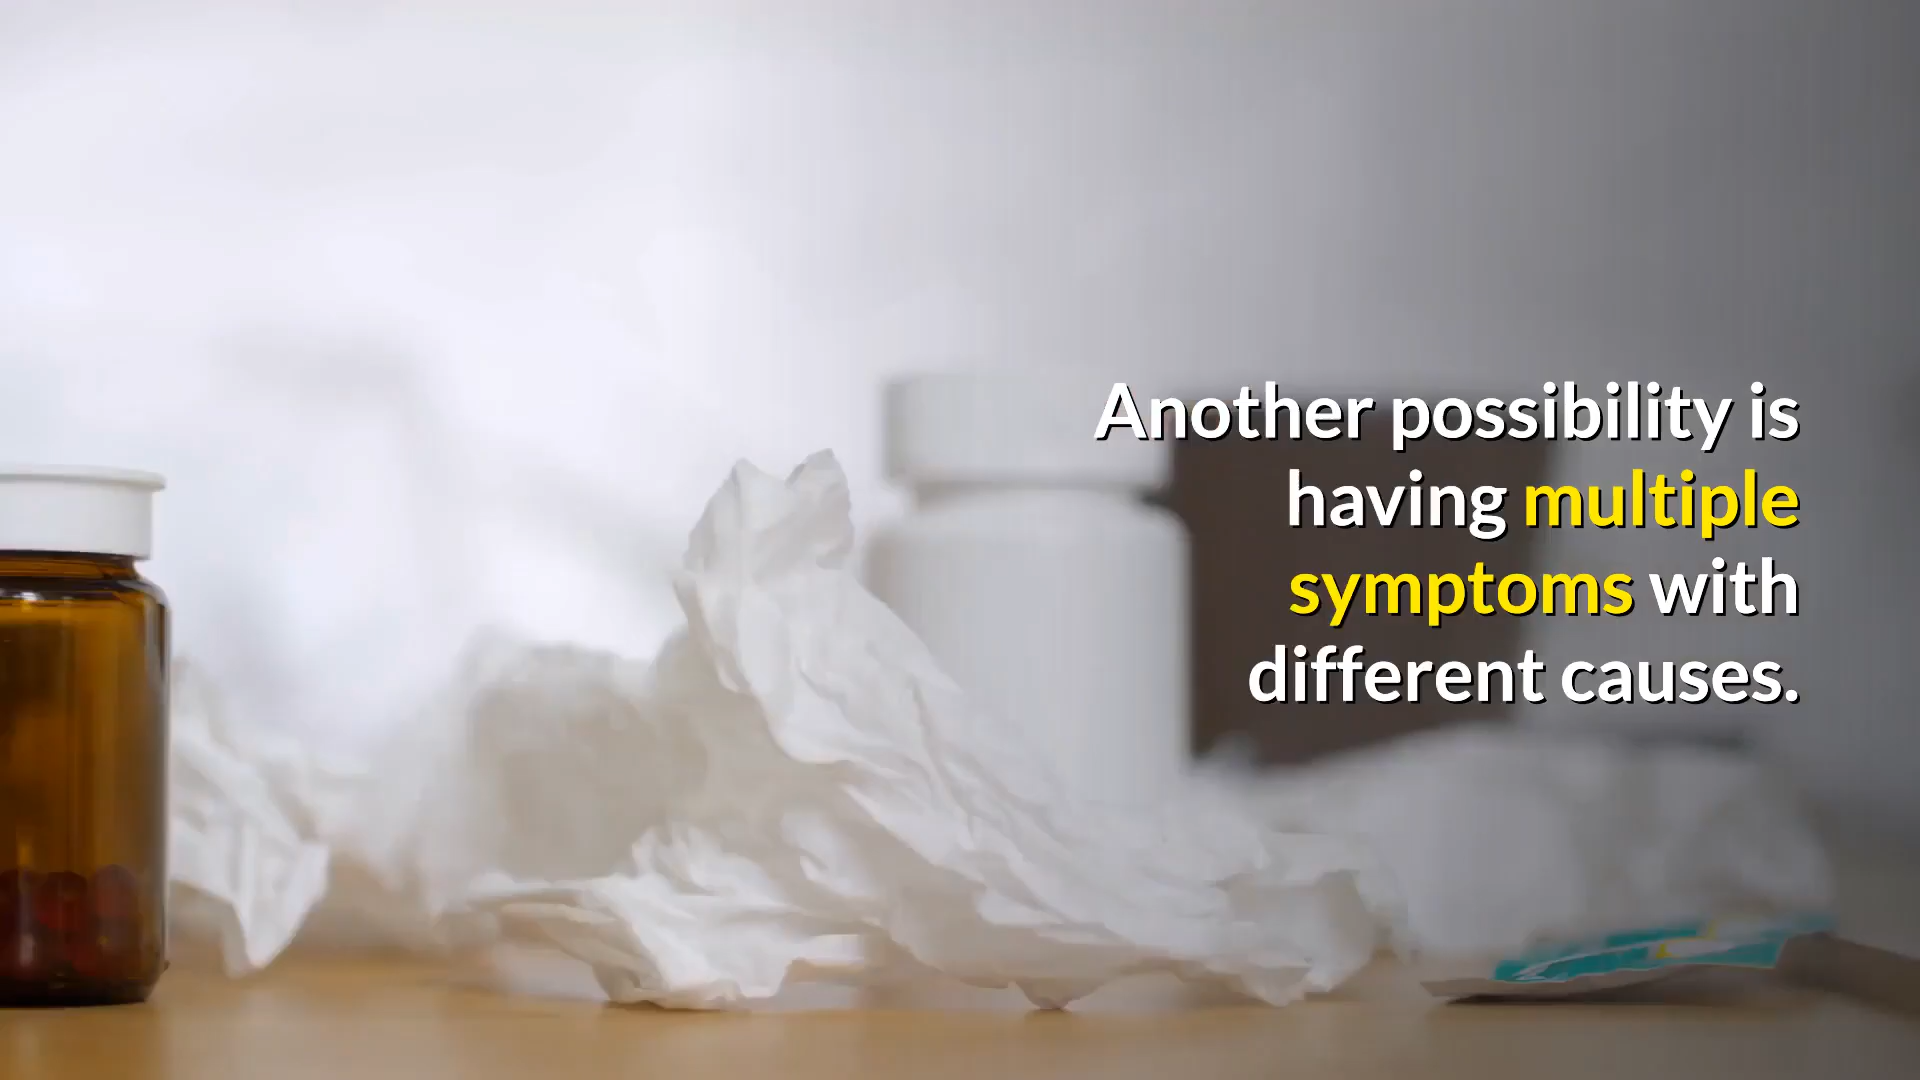 Another possibility is
having multiple
symptoms with
different causes.